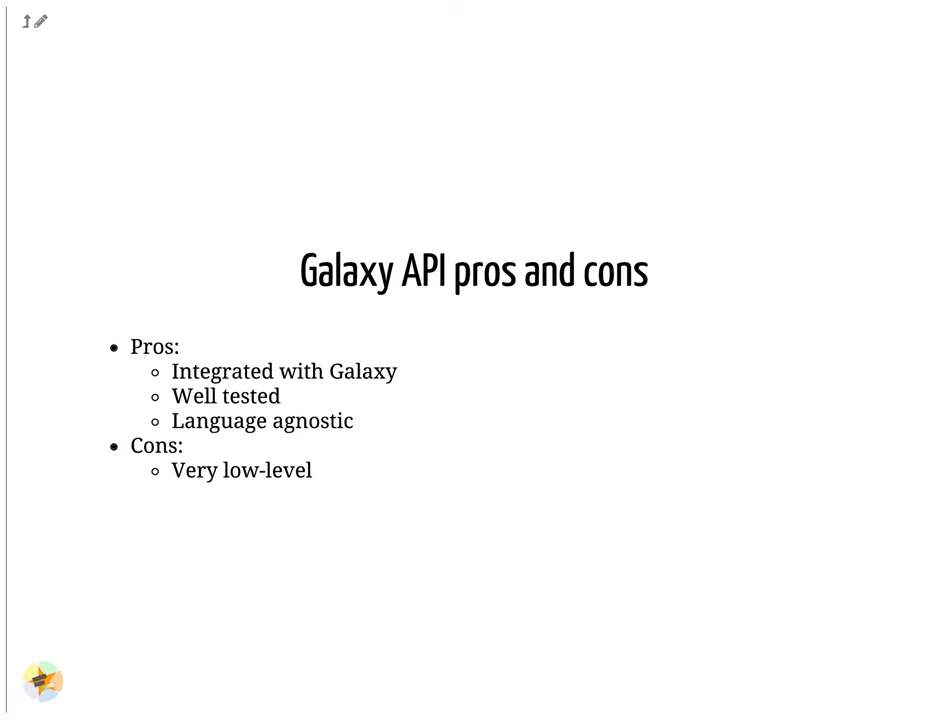 Galaxy API pros and cons
Pros:
Integrated with Galaxy
Well tested
Language agnostic
Cons:
Very low-level